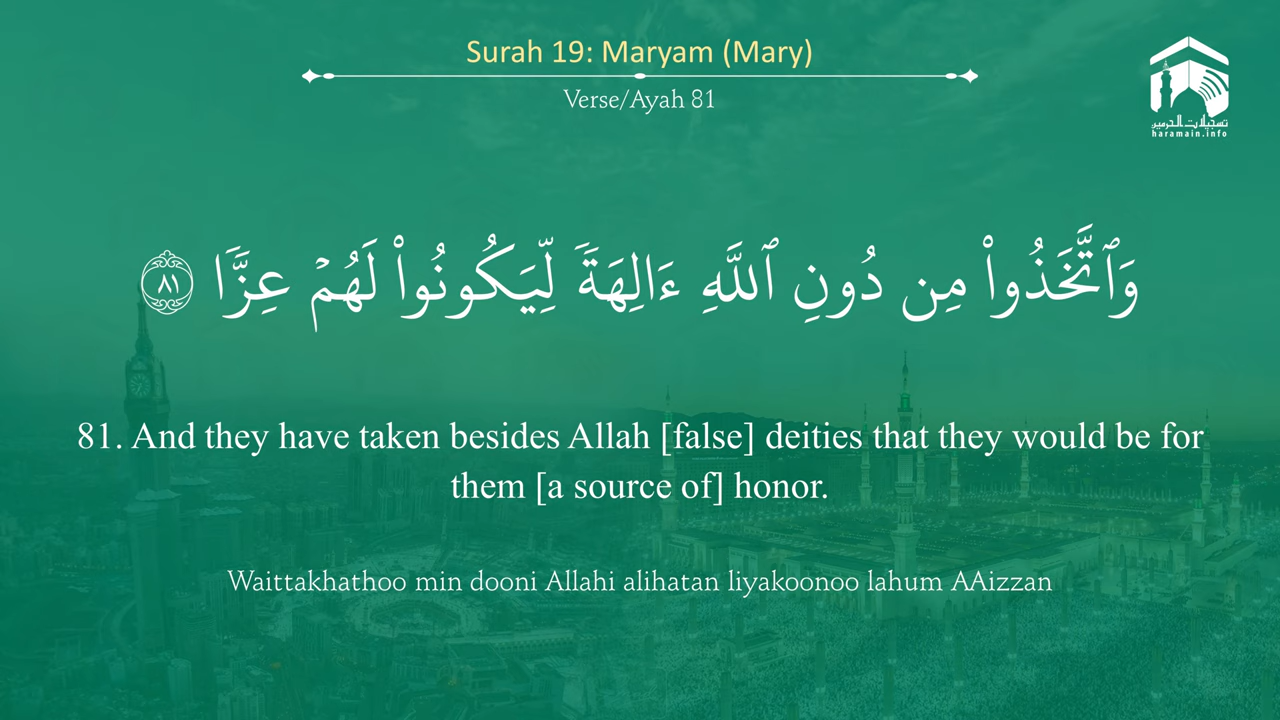 Surah 19: Maryam (Mary)
Verse/Ayah 81
تسجيلات الحرمين
haramain.info
وَٱتَّخَذُوا۟ مِن دُونِ ٱللَّهِ ءَالِهَةً لِّيَكُونُوا۟ لَهُمْ عِزًّا ٨١
81. And they have taken besides Allah [false] deities that they would be for
them [a source of] honor.
Waittakhathoo min dooni Allahi alihatan liyakoonoo lahum AAizzan